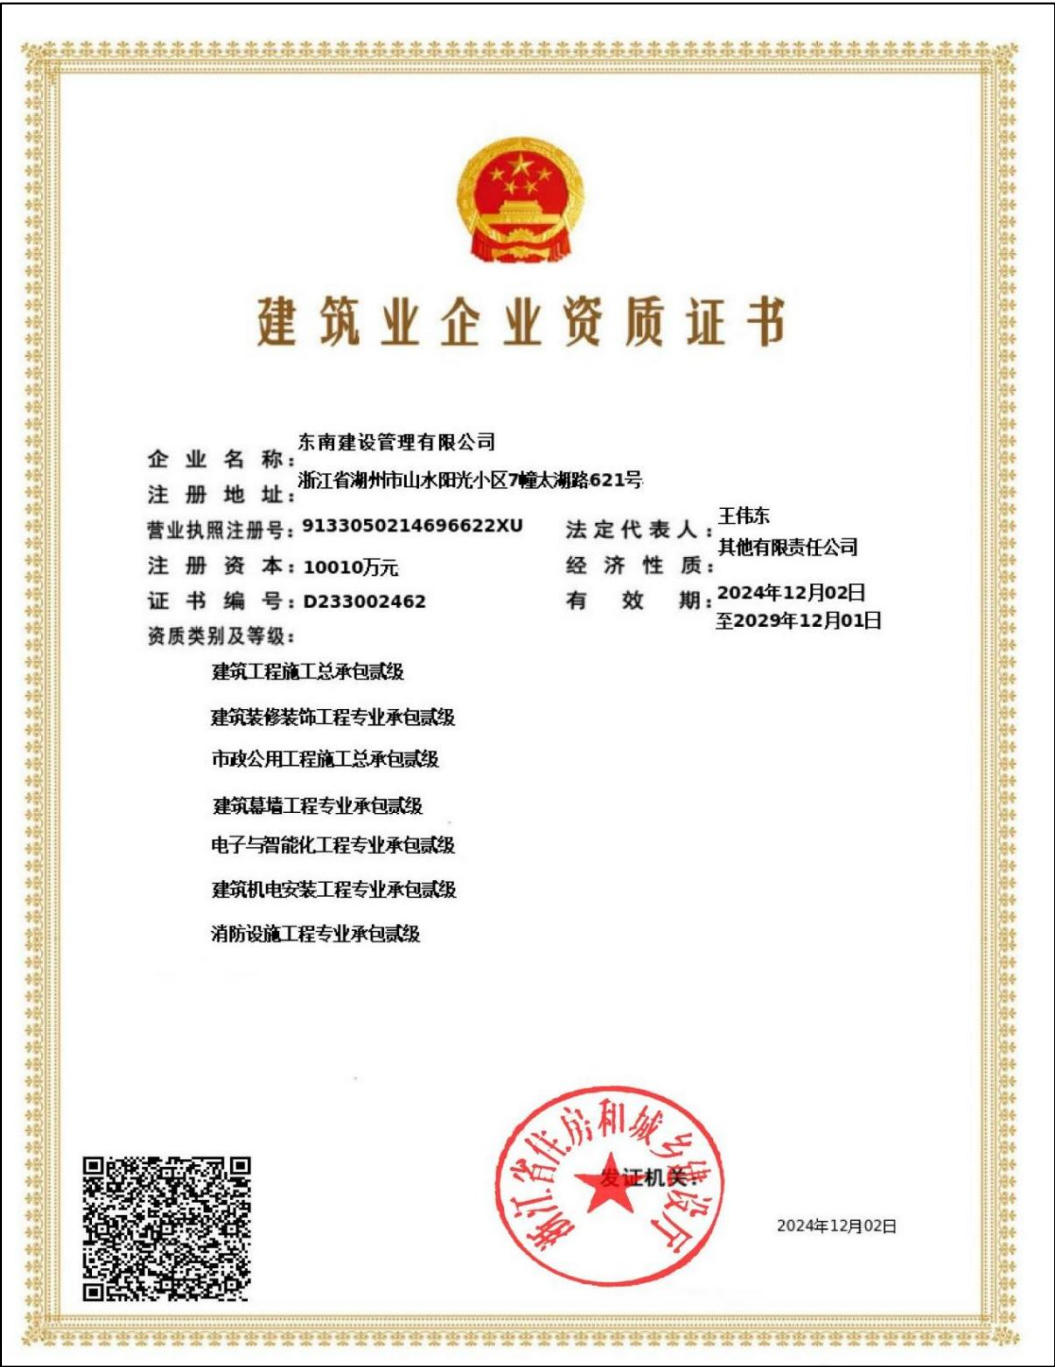 建筑业企业资质证书
企业名称：东南建设管理有限公司
注册地址：浙江省湖州市山水阳光小区7幢太湖路621号
营业执照注册号：9133050214696622XU 法定代表人：王伟东
注册资本：10010万元 经济性质：其他有限责任公司
证书编号：D233002462 有效期：2024年12月02日
至2029年12月01日
资质类别及等级：
建筑工程施工总承包贰级
建筑装修装饰工程专业承包贰级
市政公用工程施工总承包贰级
建筑幕墙工程专业承包贰级
电子与智能化工程专业承包贰级
建筑机电安装工程专业承包贰级
消防设施工程专业承包贰级
浙江省住房和城乡建设厅
发证机关：
2024年12月02日